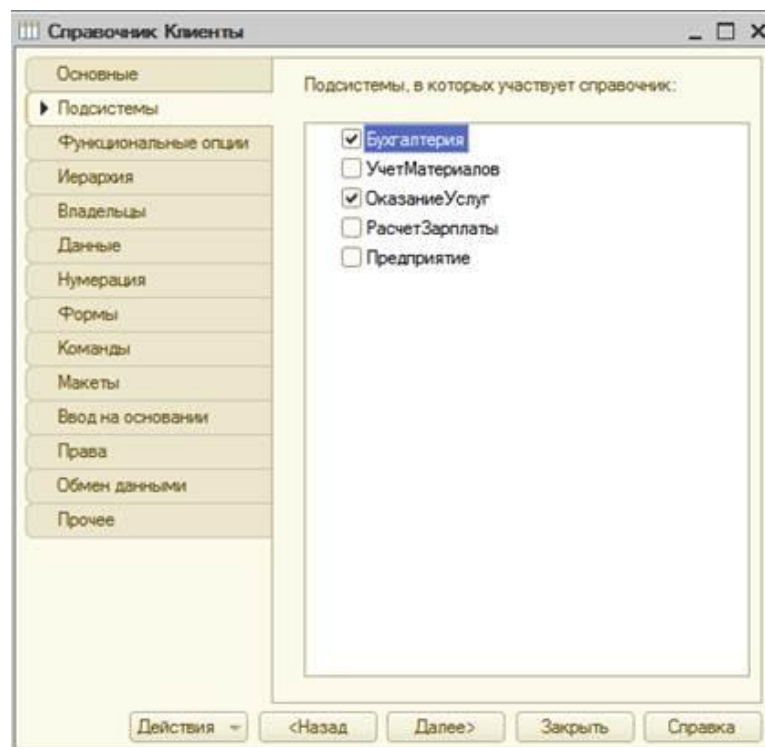 Справочник Клиенты
Основные
Подсистемы
Функциональные опции
Иерархия
Владельцы
Данные
Нумерация
Формы
Команды
Макеты
Ввод на основании
Права
Обмен данными
Прочее
Подсистемы, в которых участвует справочник:
Бухгалтерия
УчетМатериалов
ОказаниеУслуг
РасчетЗарплаты
Предприятие
Действия
<Назад
Далее>
Закрыть
Справка